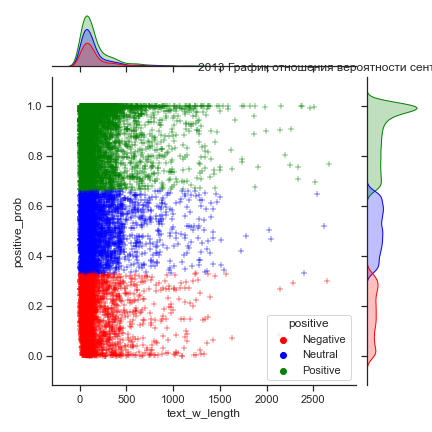 2013 График отношения вероятности
positive_prob
1.0
0.8
0.6
0.4
0.2
0.0
0
500
1000
1500
2000
2500
text_w_length
positive
Negative
Neutral
Positive